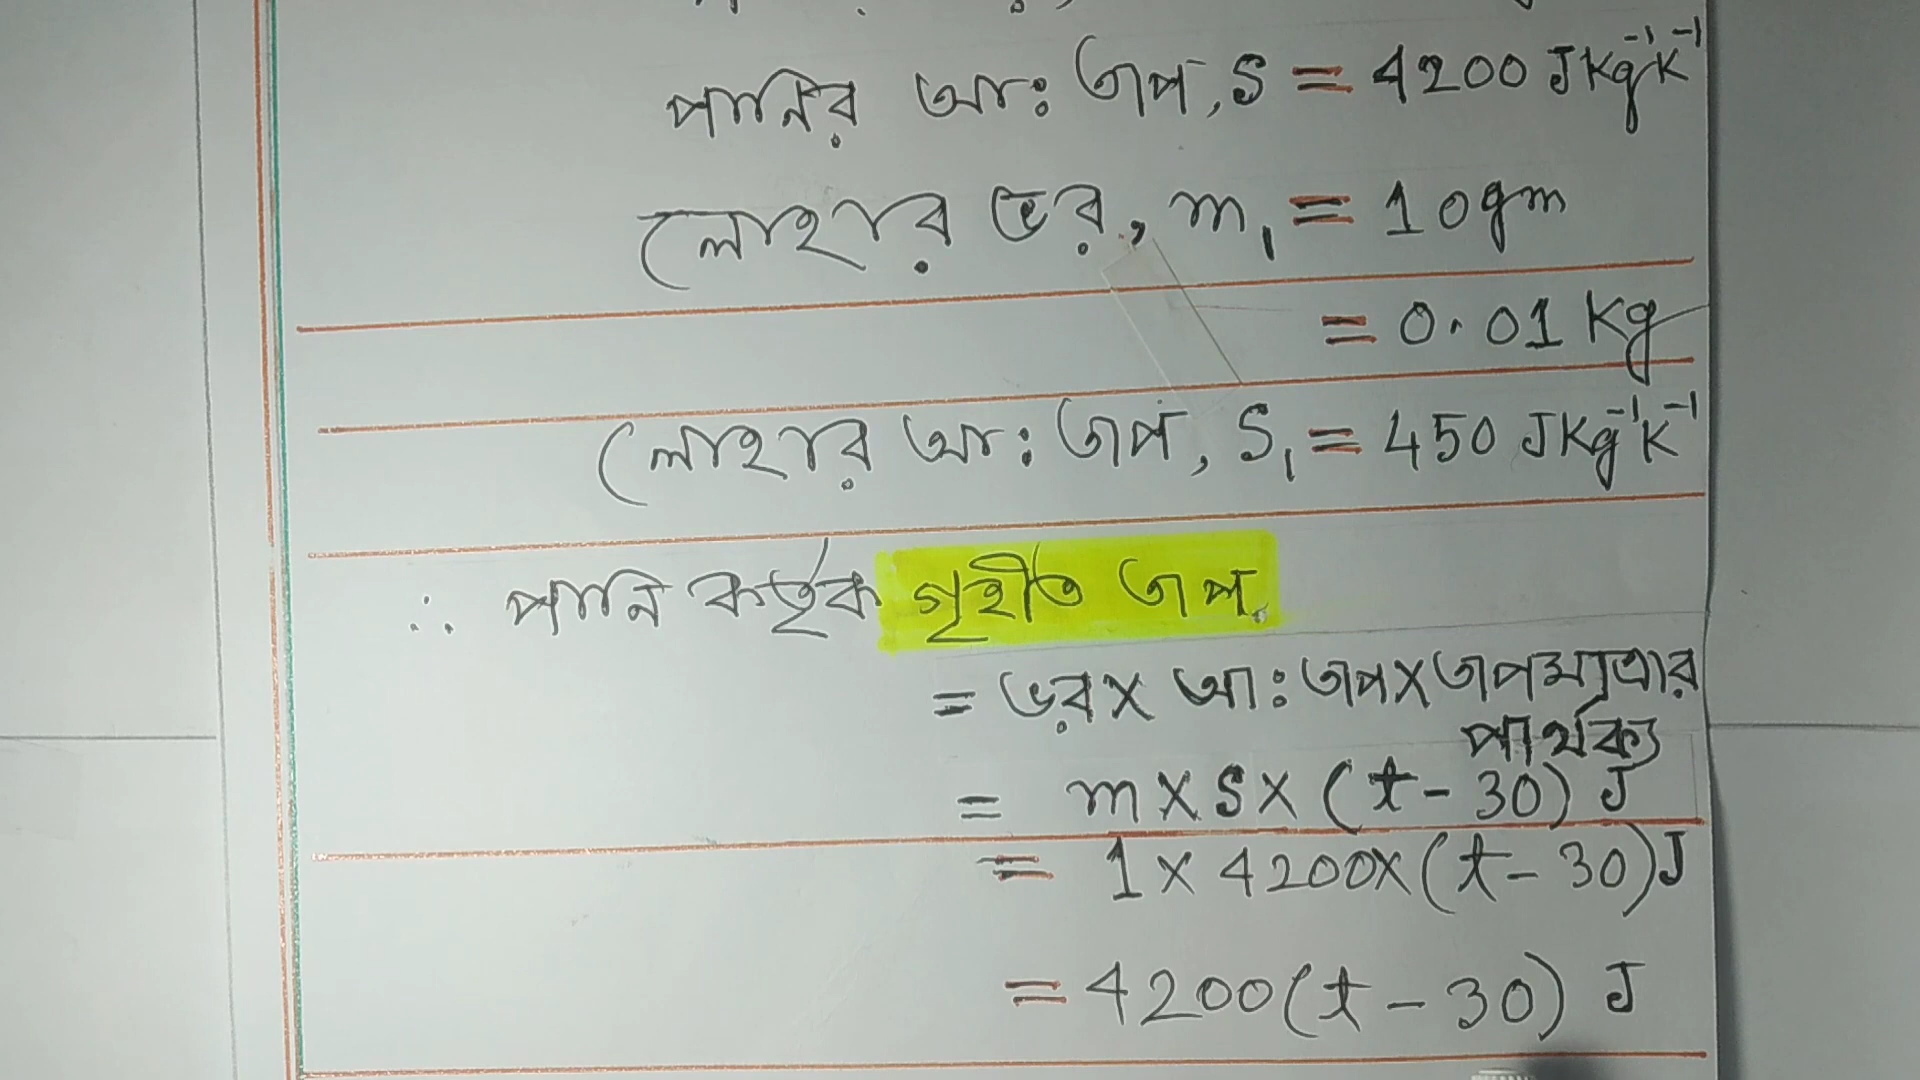 পানির আঃ তাপ, S = 4200 JKg⁻¹K⁻¹
লোহার ভর, m₁ = 10gm
= 0.01 Kg
লোহার আঃ তাপ, S₁ = 450 JKg⁻¹K⁻¹
∴ পানি কর্তৃক গৃহীত তাপ
= ভর X আঃ তাপ X তাপমাত্রার
পার্থক্য
= m X S X (t - 30) J
= 1 x 4200 X (t - 30) J
= 4200 (t - 30) J